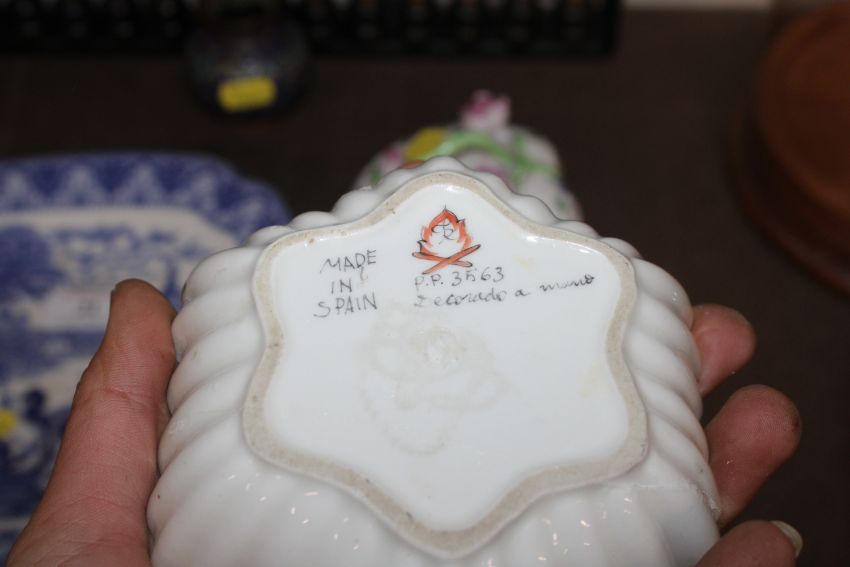 MADE
IN
SPAIN
P.P. 3563
Decorado a mano